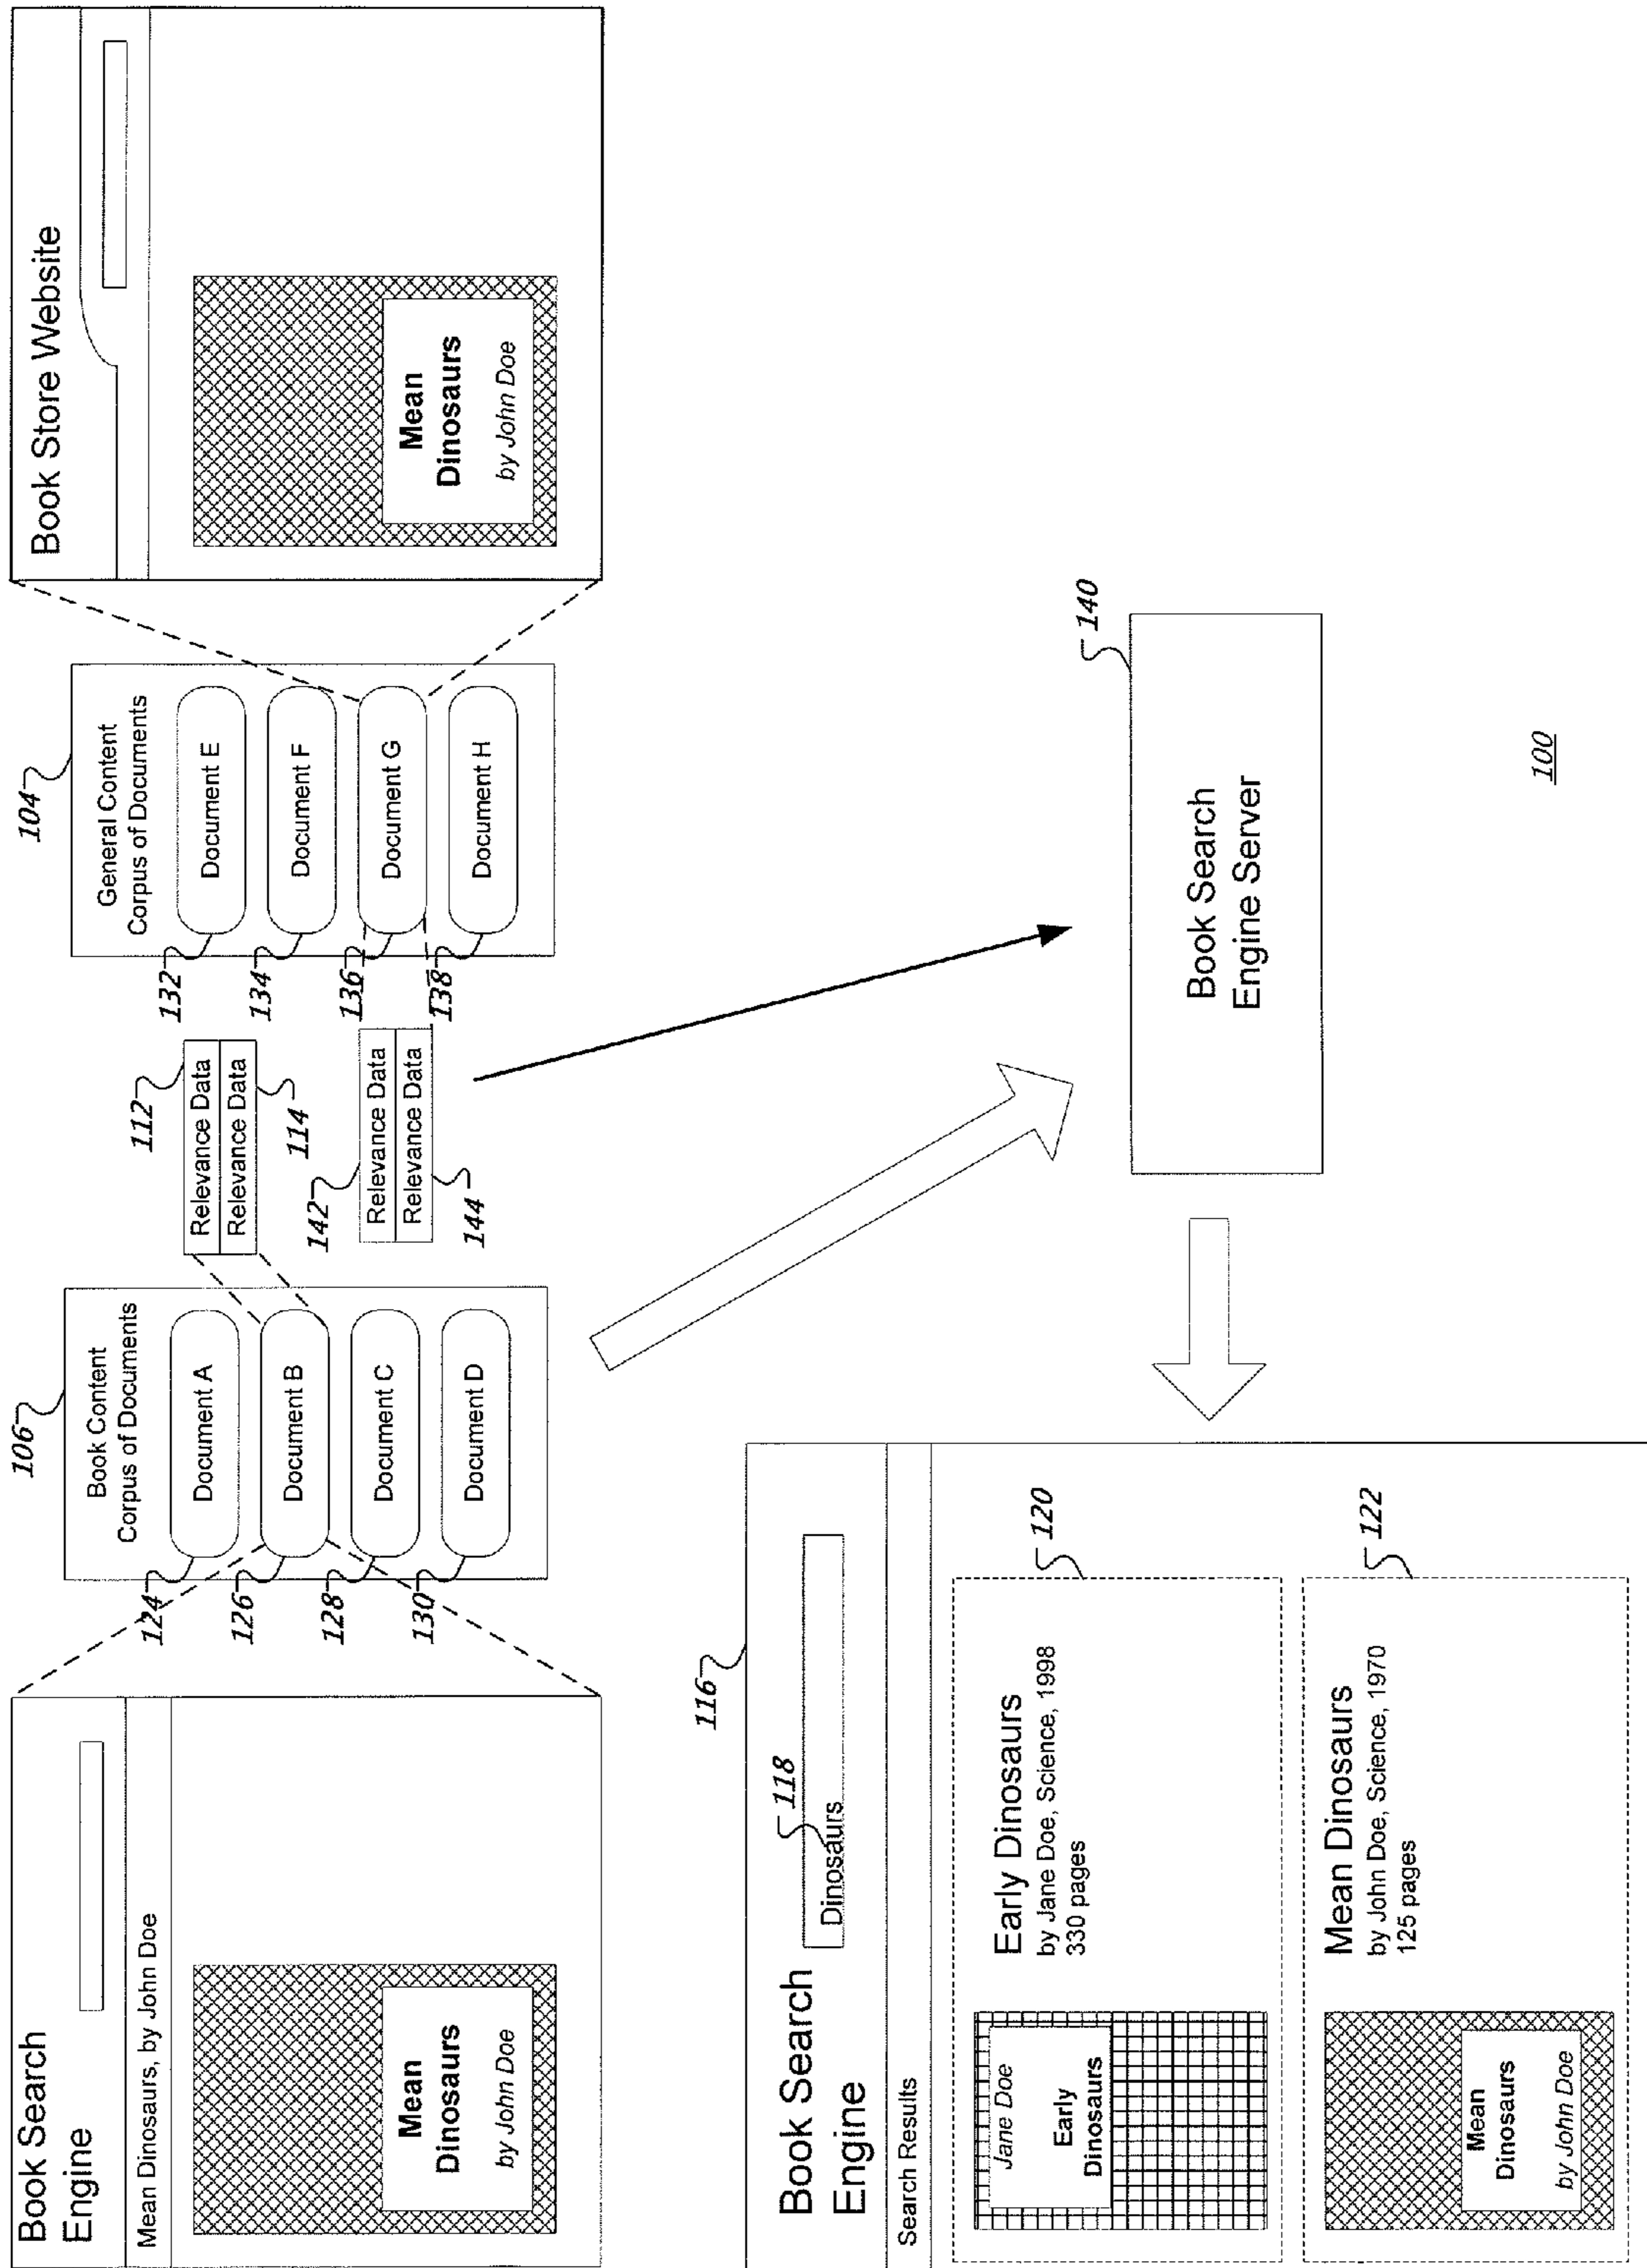 Book Search
Engine
Mean Dinosaurs, by John Doe
Mean
Dinosaurs
by John Doe
106
Book Content
Corpus of Documents
Document A
Document B
Document C
Document D
124
126
128
130
112
Relevance Data
Relevance Data
114
142
Relevance Data
Relevance Data
144
104
General Content
Corpus of Documents
Document E
Document F
Document G
Document H
132
134
136
138
Book Store Website
Mean
Dinosaurs
by John Doe
116
Book Search
Engine
118
Dinosaurs
Search Results
120
Jane Doe
Early
Dinosaurs
Early Dinosaurs
by Jane Doe, Science, 1998
330 pages
122
Mean
Dinosaurs
by John Doe
Mean Dinosaurs
by John Doe, Science, 1970
125 pages
140
Book Search
Engine Server
100